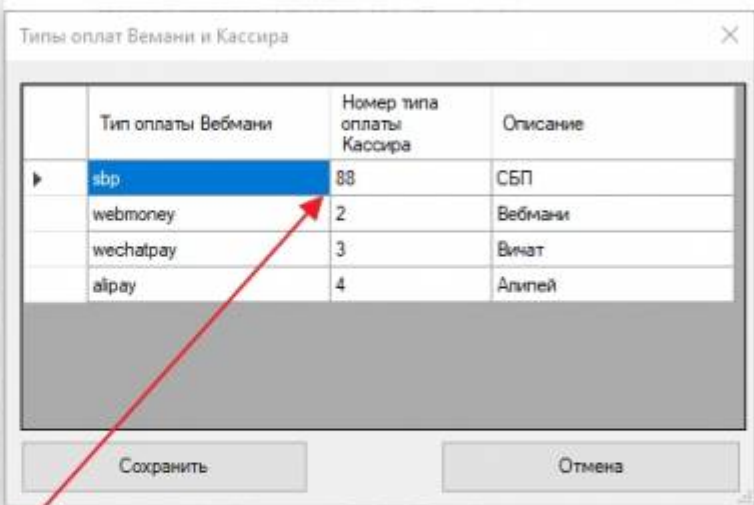 Типы оплат Вемани и Кассира
Тип оплаты Вебмани
Номер типа
оплаты
Кассира
Описание
sbp 88 СБП
webmoney 2 Вебмани
wechatpay 3 Вичат
alipay 4 Алипей
Сохранить Отмена